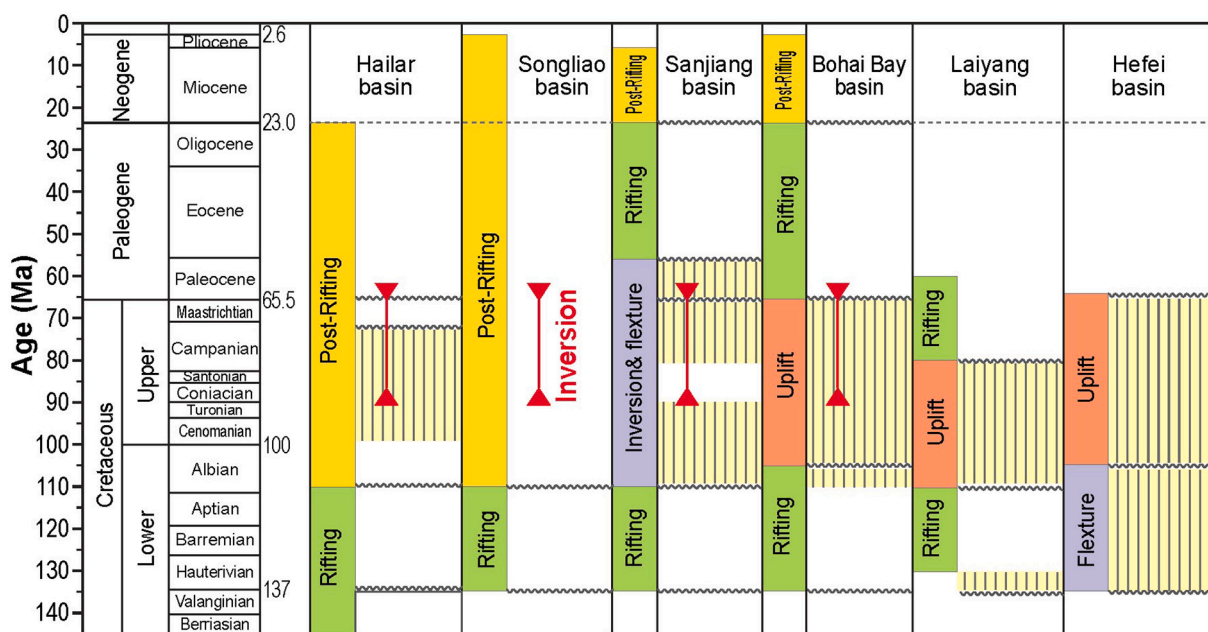 Age (Ma)
0
10
20
30
40
50
60
70
80
90
100
110
120
130
140
Neogene
Paleogene
Cretaceous
Upper
Lower
Pliocene
Miocene
Oligocene
Eocene
Paleocene
Maastrichtian
Campanian
Santonian
Coniacian
Turonian
Cenomanian
Albian
Aptian
Barremian
Hauterivian
Valanginian
Berriasian
2.6
23.0
65.5
100
137
Hailar
basin
Post-Rifting
Rifting
Songliao
basin
Post-Rifting
Rifting
Inversion
Sanjiang
basin
Post-Rifting
Rifting
Inversion& flexture
Rifting
Bohai Bay
basin
Post-Rifting
Rifting
Uplift
Rifting
Laiyang
basin
Rifting
Uplift
Rifting
Hefei
basin
Uplift
Flexture